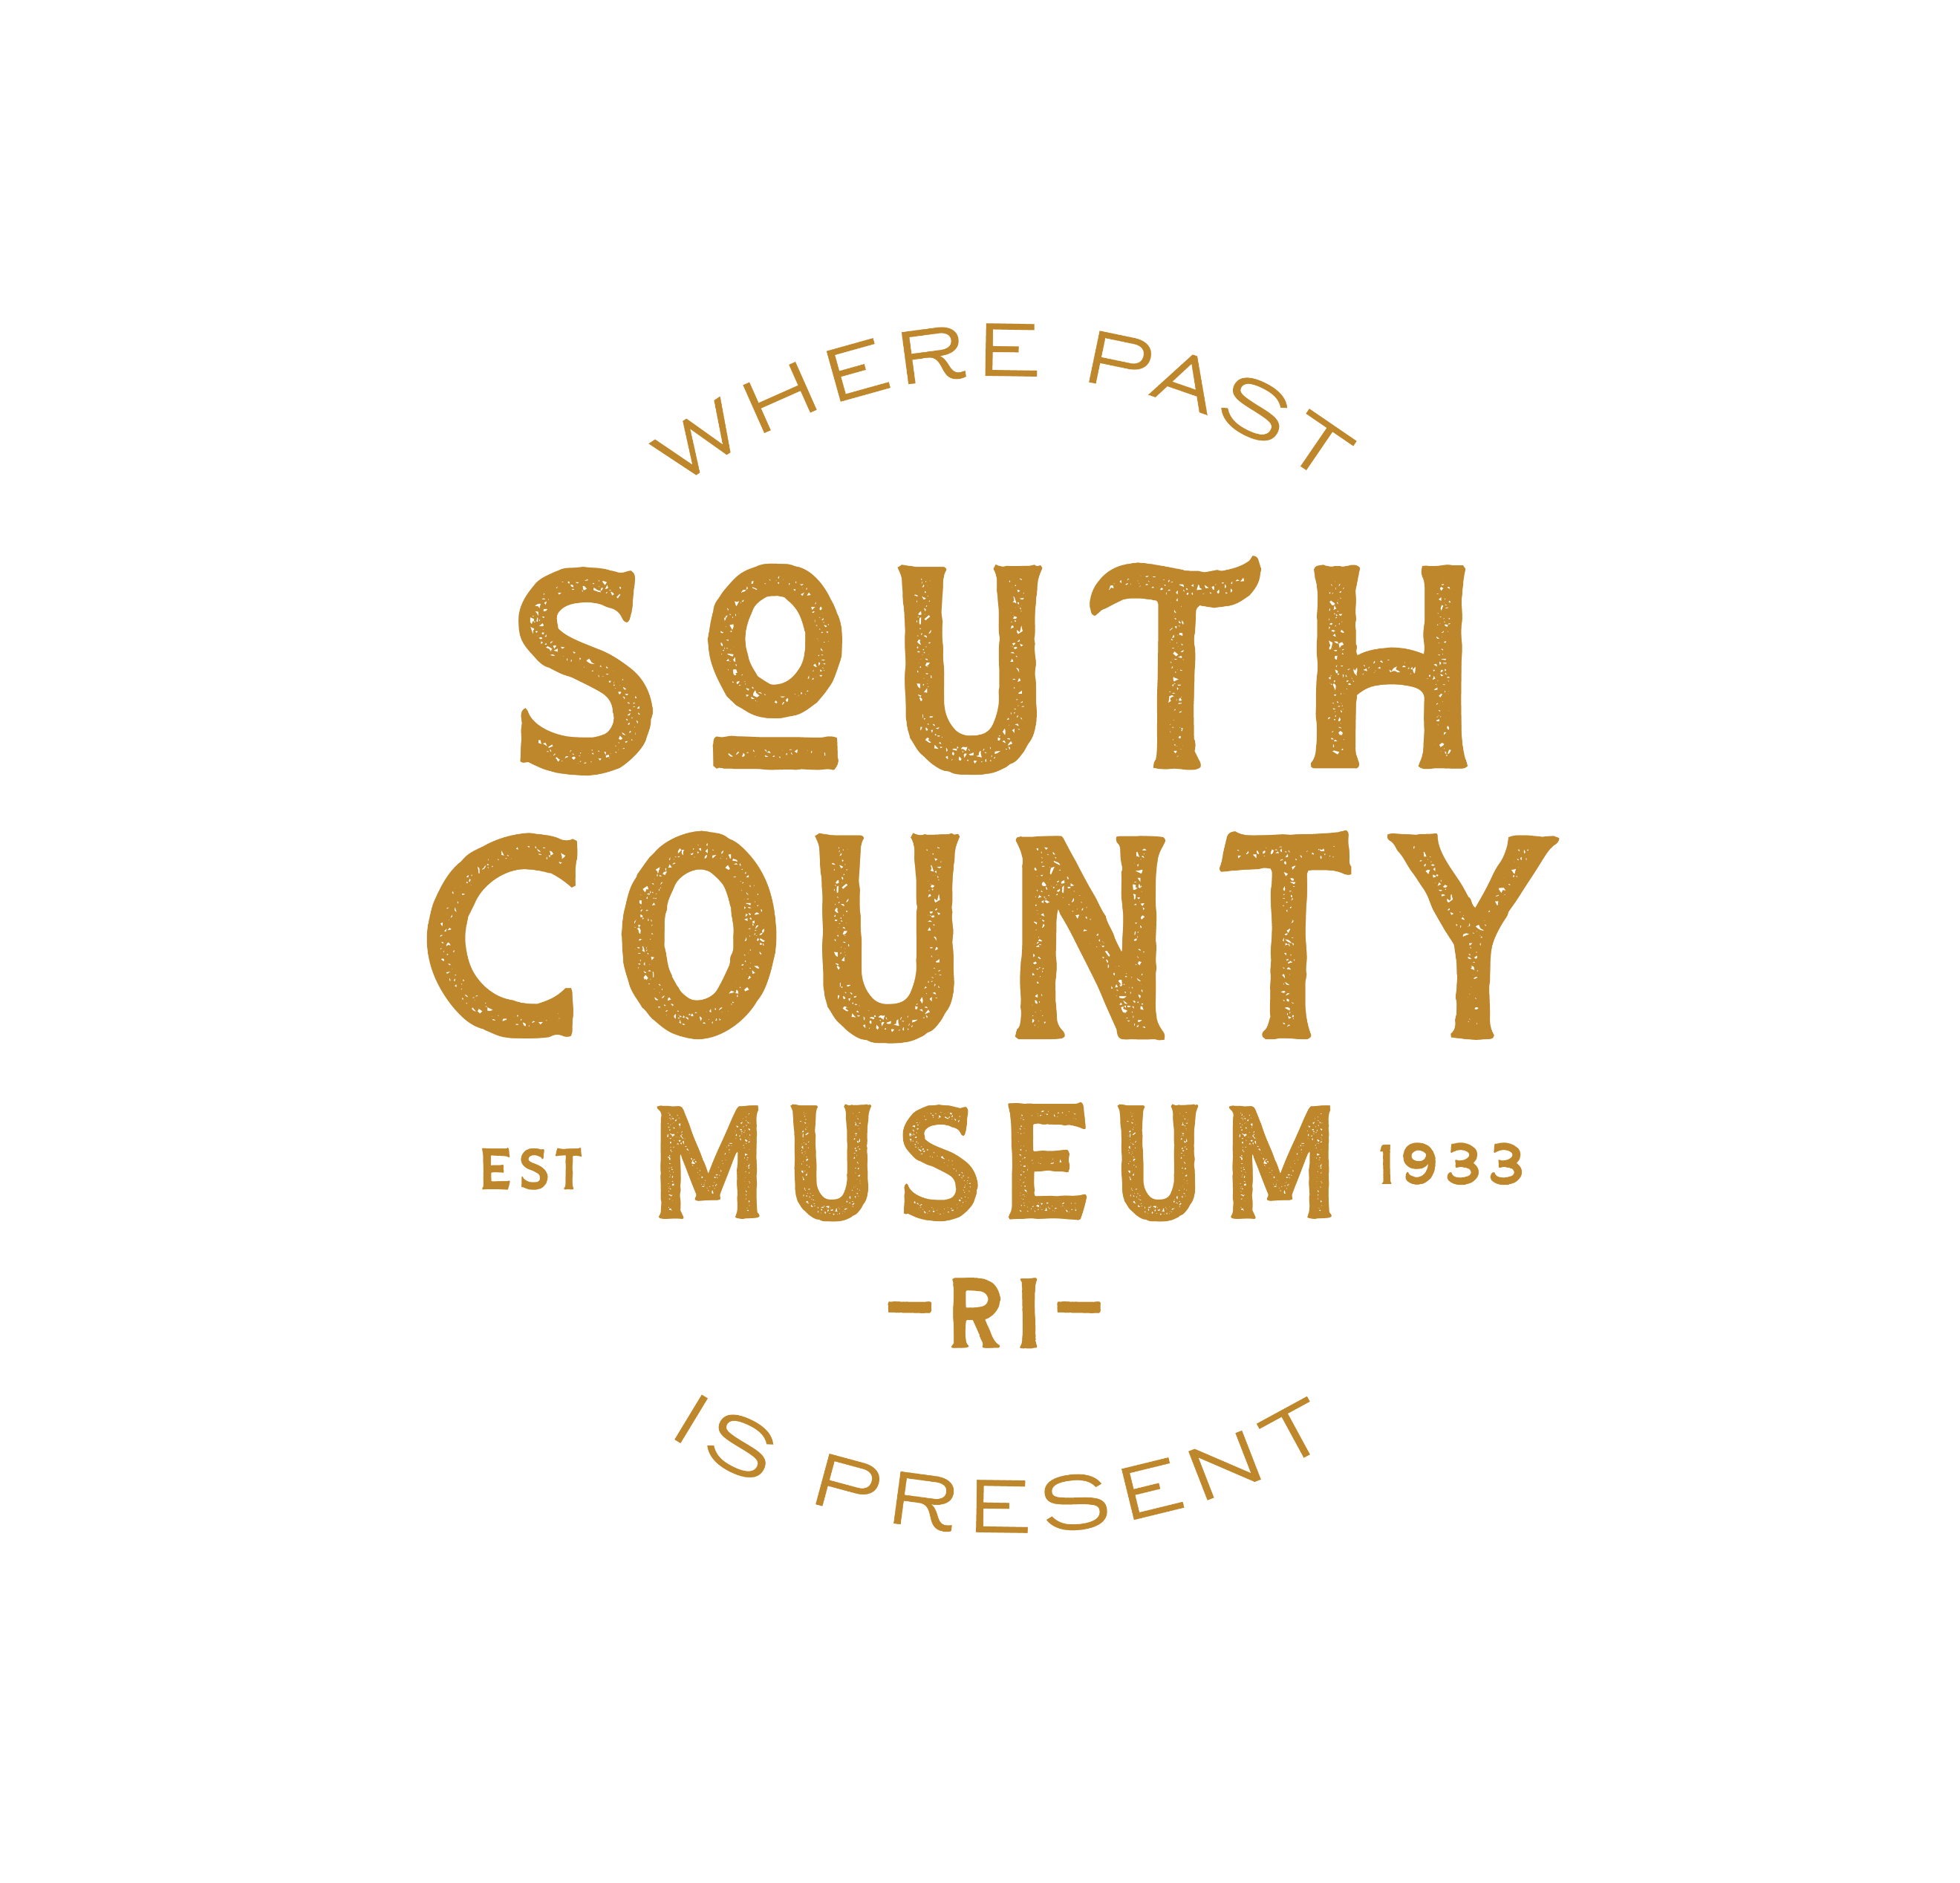 WHERE PAST
SOUTH
COUNTY
EST MUSEUM 1933
-RI-
IS PRESENT